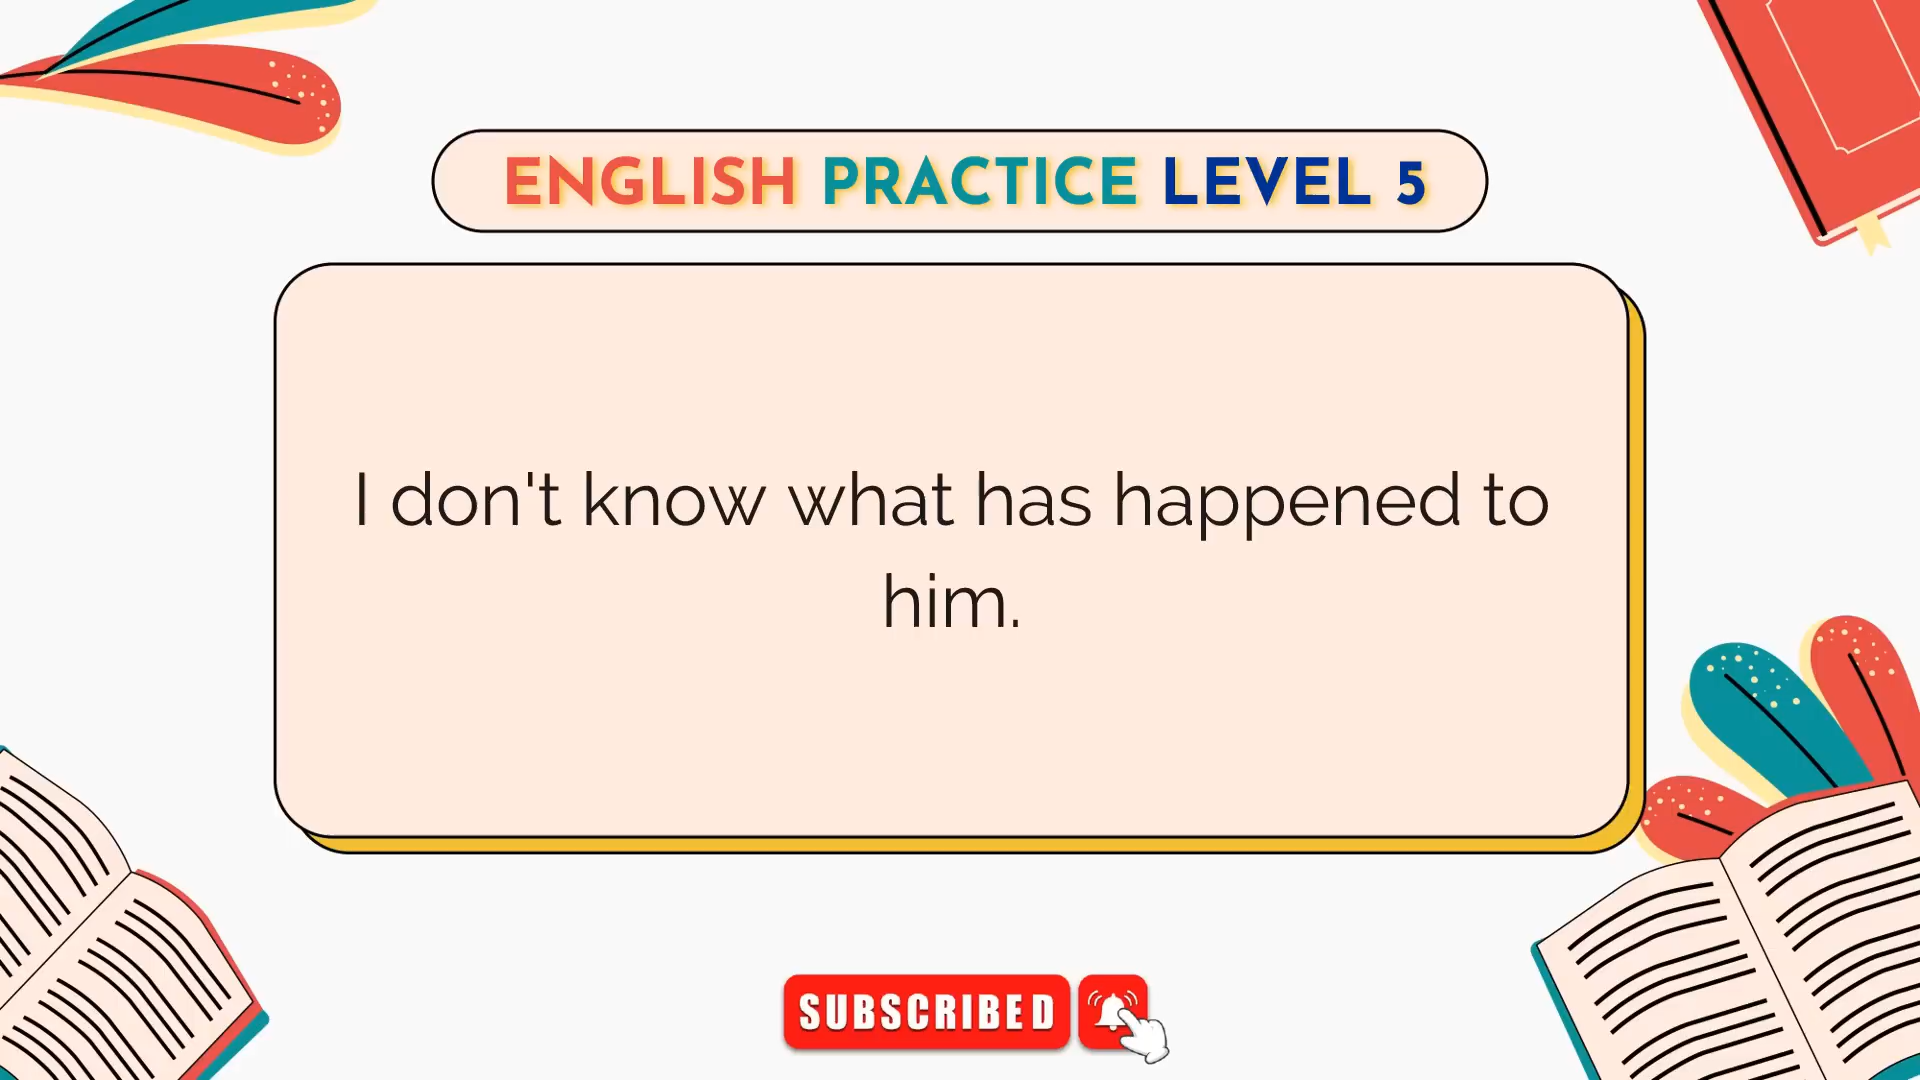 ENGLISH PRACTICE LEVEL 5
I don't know what has happened to
him.
SUBSCRIBED